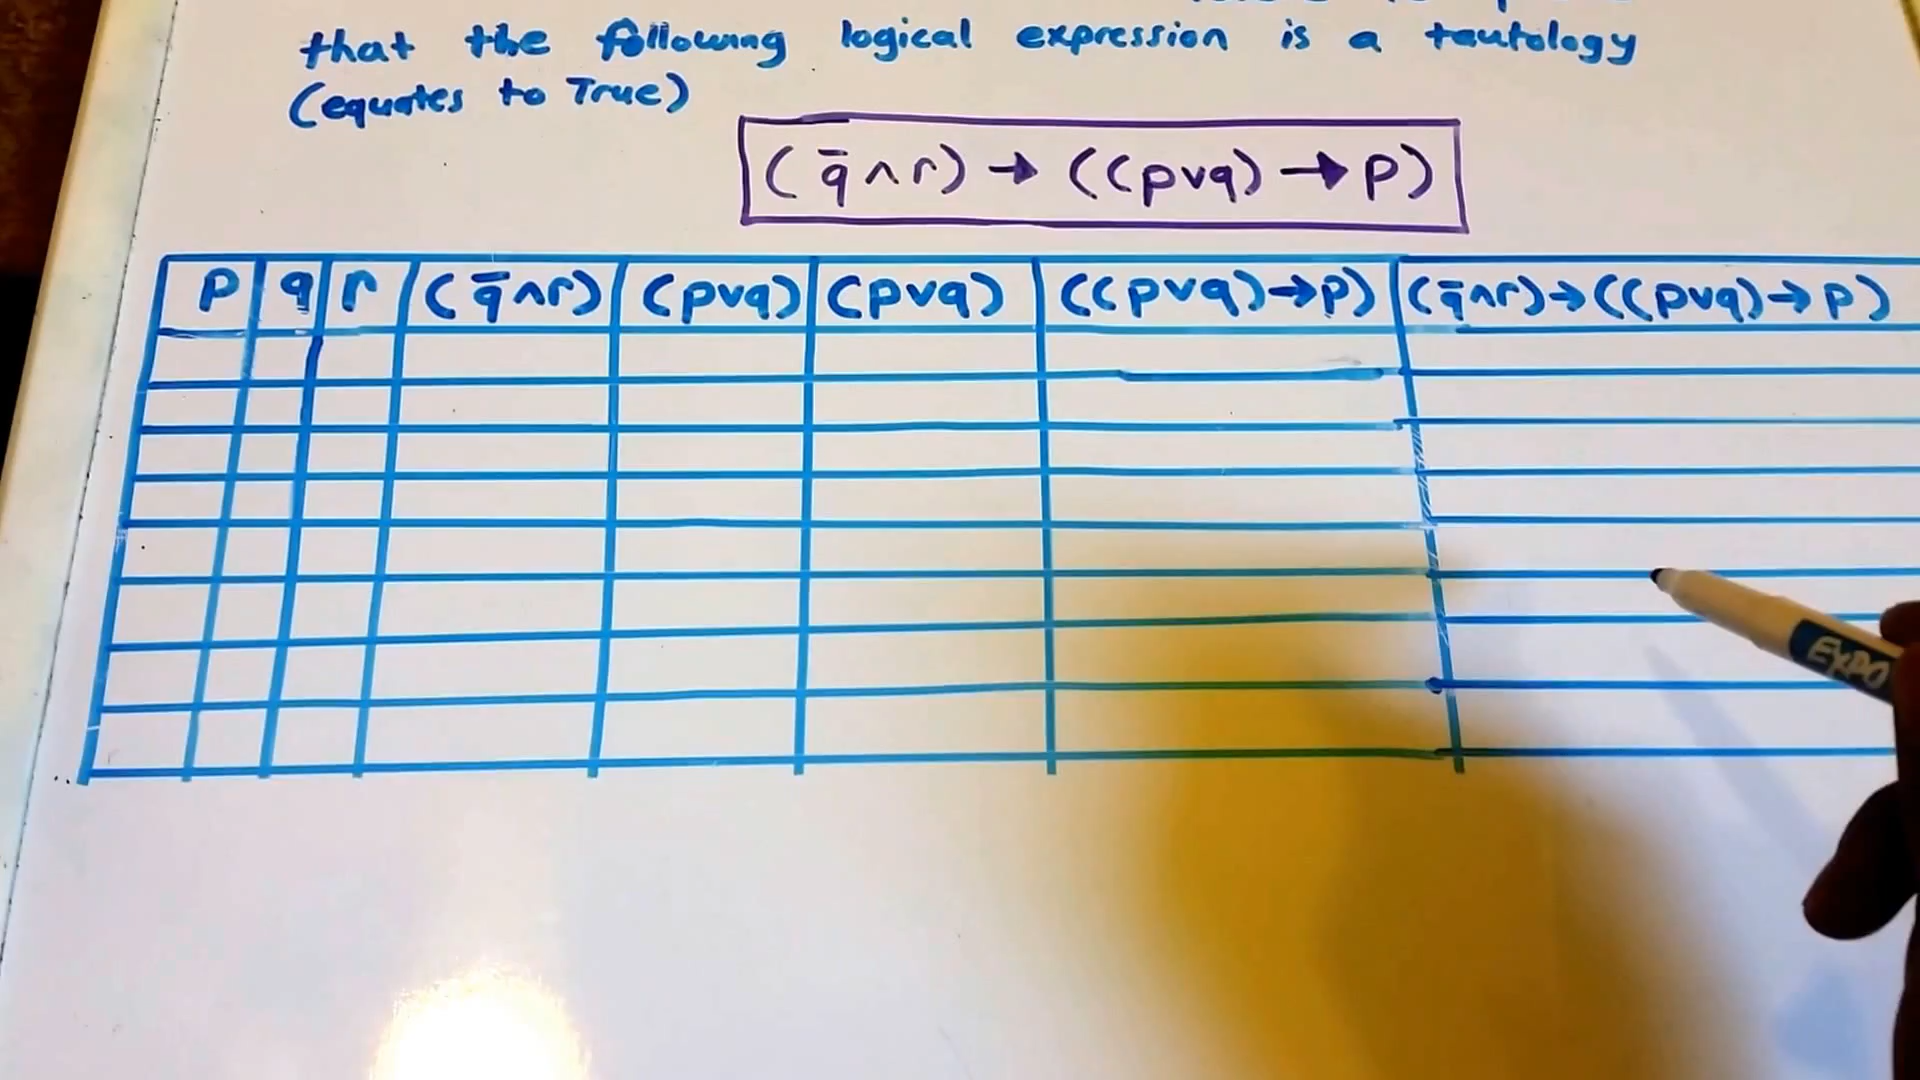 that the following logical expression is a tautology
(equates to True)
(q̄ ∧ r) → ((p ∨ q) → p)
p q r (q̄ ∧ r) (p ∨ q) (p ∨ q) ((p ∨ q) → p) (q̄ ∧ r) → ((p ∨ q) → p)
EXPO